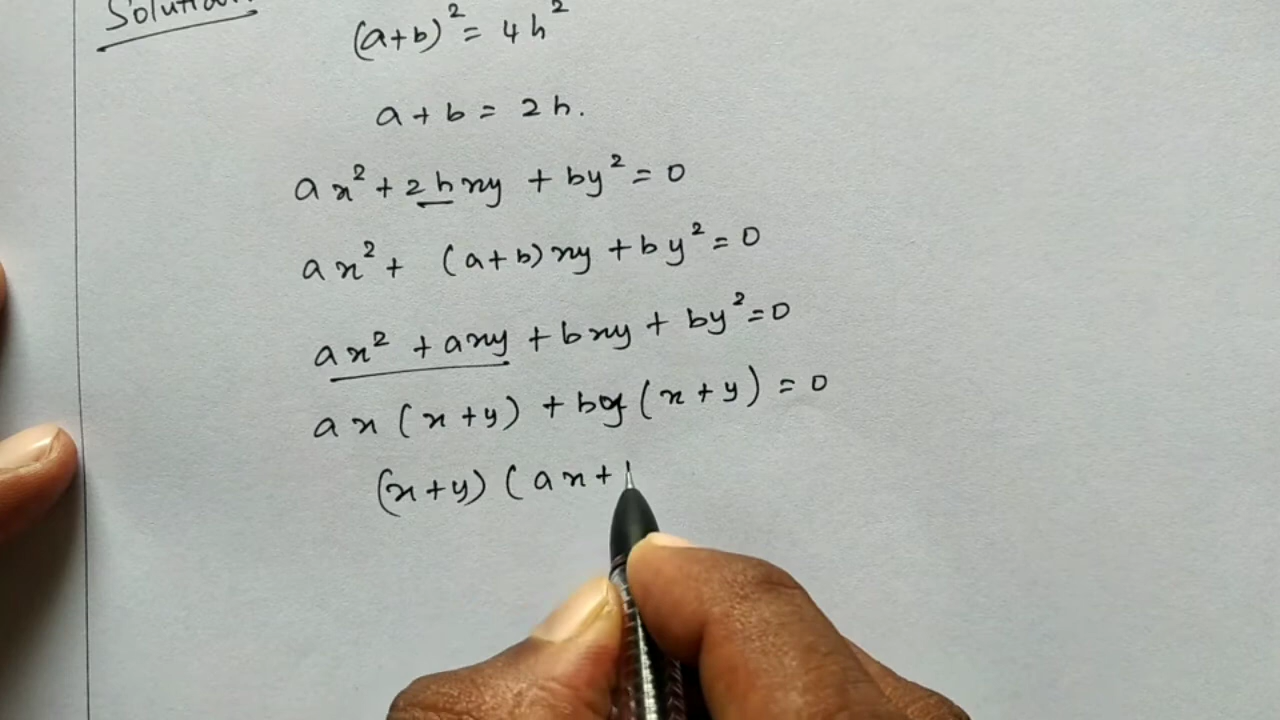 Solution
(a+b)² = 4h²
a + b = 2h.
ax² + 2hxy + by² = 0
ax² + (a+b)xy + by² = 0
ax² + axy + bxy + by² = 0
ax(x+y) + by(x+y) = 0
(x+y)(ax+